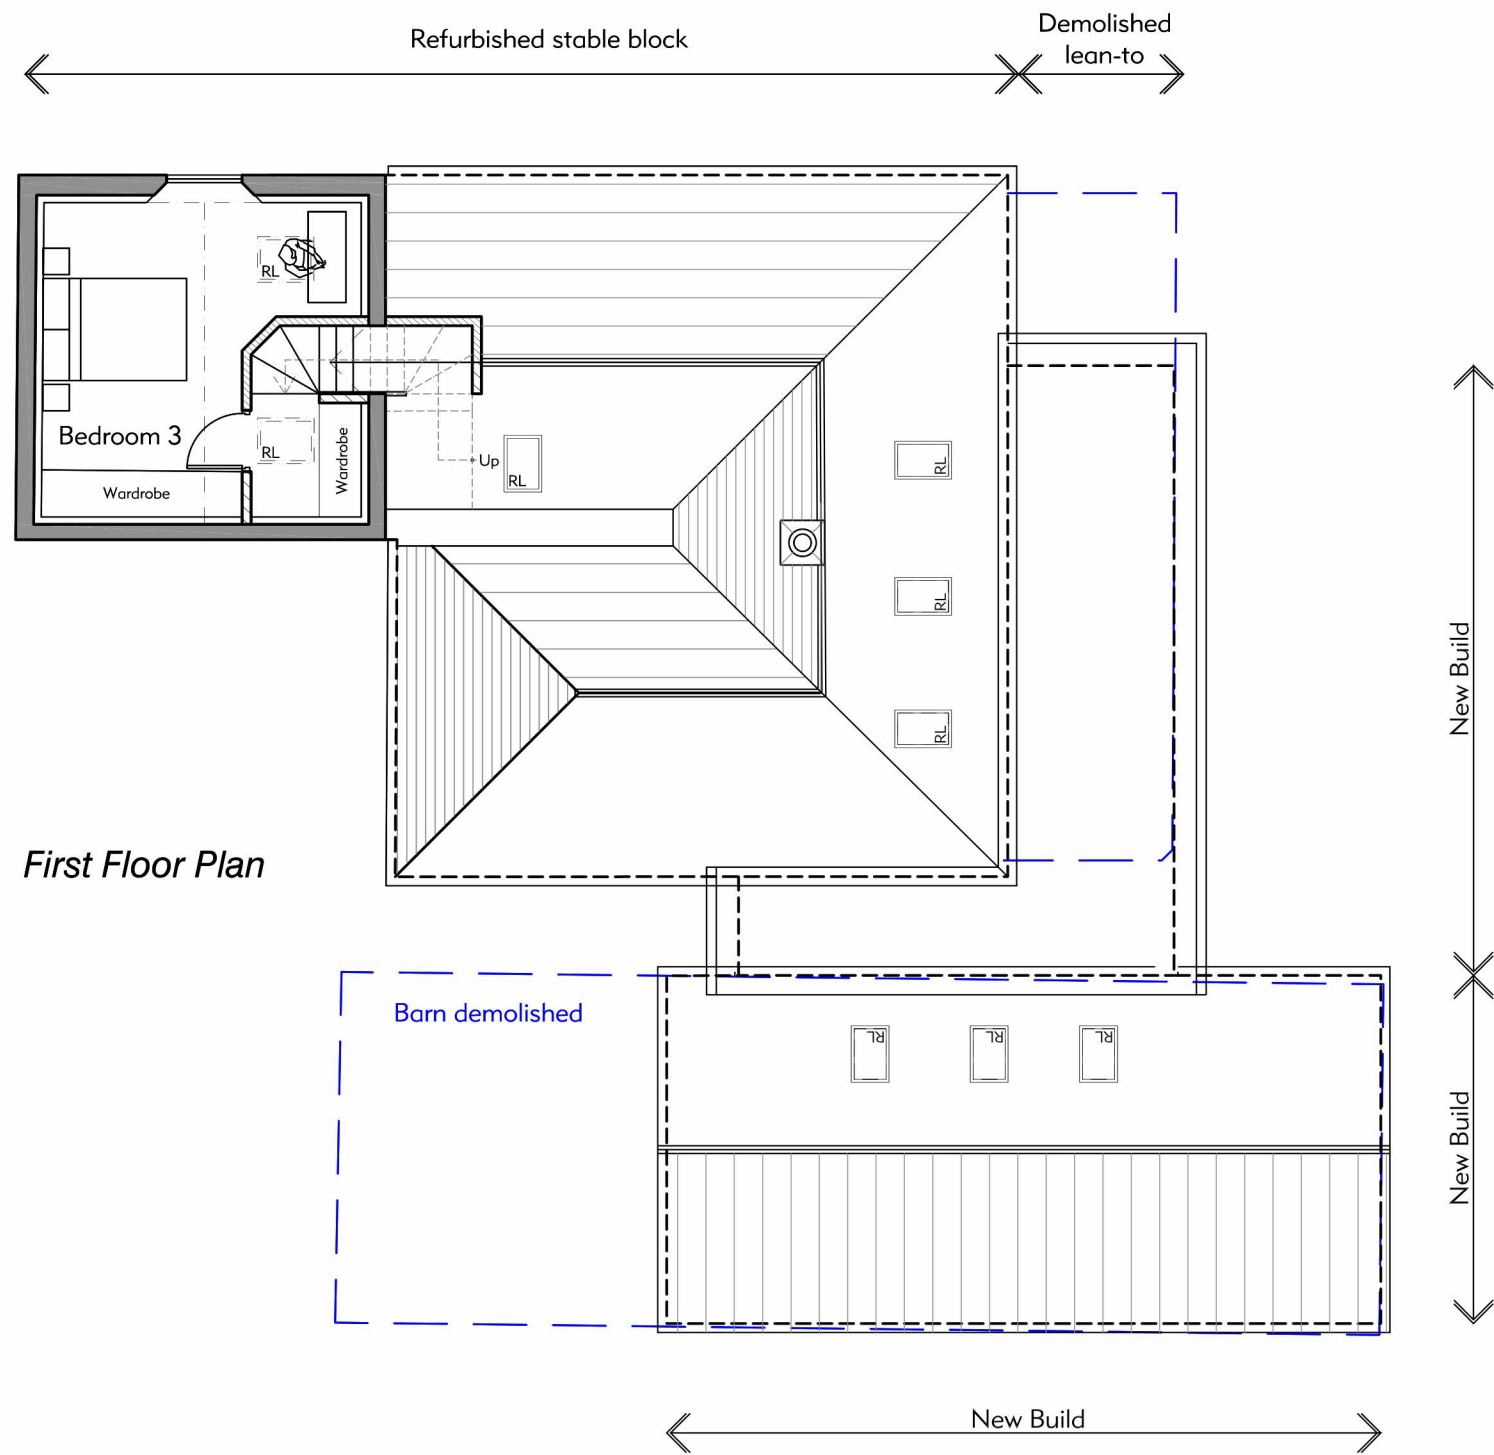 Refurbished stable block
Demolished
lean-to
RL
Bedroom 3
RL
Wardrobe
Wardrobe
Up
RL
RL
RL
RL
New Build
First Floor Plan
Barn demolished
RL
RL
RL
New Build
New Build